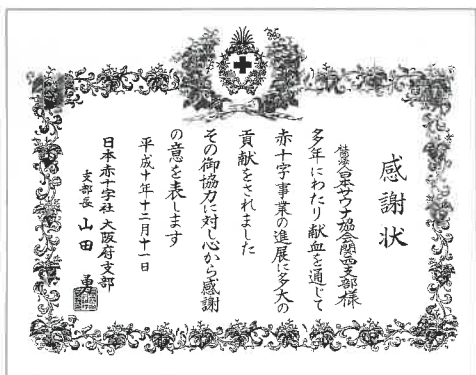 感謝状
社団法人日本サウナ協会関西支部様
多年にわたり献血を通じて
赤十字事業の進展に多大の
貢献をされました
その御協力に対し心から感謝
の意を表します
平成十年十二月十一日
日本赤十字社大阪府支部
支部長 山田 勇